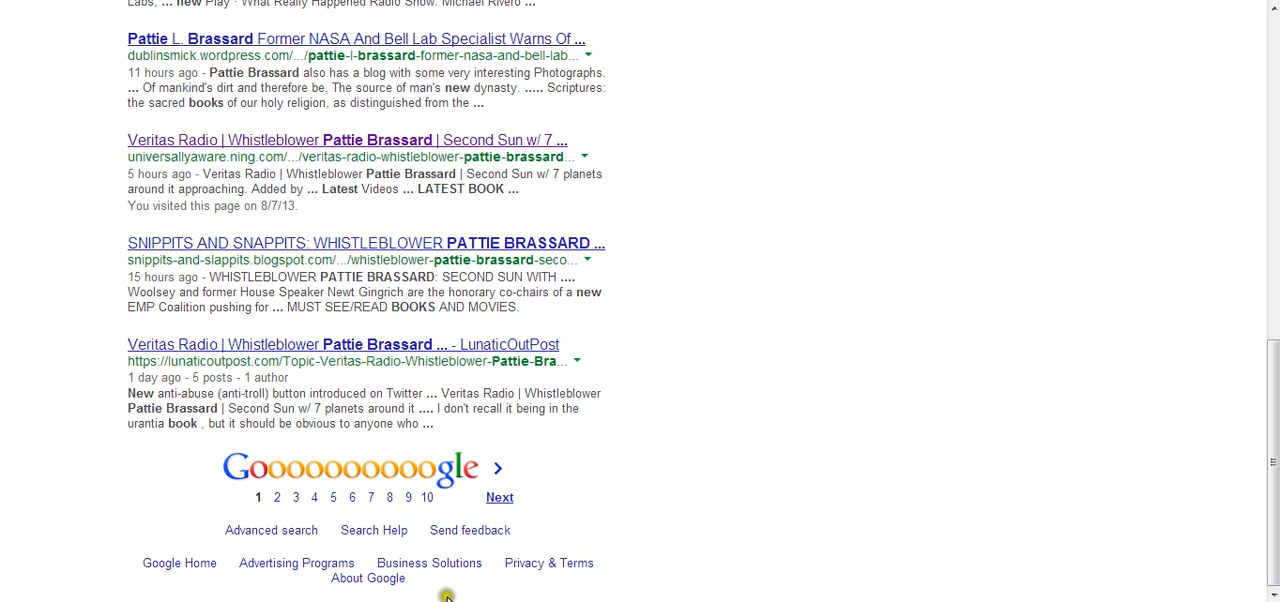 Labs, ... new Play · What Really Happened Radio Show: Michael Rivero ...
Pattie L. Brassard Former NASA And Bell Lab Specialist Warns Of ...
dublinsmick.wordpress.com/.../pattie-l-brassard-former-nasa-and-bell-lab...
11 hours ago - Pattie Brassard also has a blog with some very interesting Photographs.
... Of mankind's dirt and therefore be, The source of man's new dynasty. ..... Scriptures:
the sacred books of our holy religion, as distinguished from the ...
Veritas Radio | Whistleblower Pattie Brassard | Second Sun w/ 7 ...
universallyaware.ning.com/.../veritas-radio-whistleblower-pattie-brassard...
5 hours ago - Veritas Radio | Whistleblower Pattie Brassard | Second Sun w/ 7 planets
around it approaching. Added by ... Latest Videos ... LATEST BOOK ...
You visited this page on 8/7/13.
SNIPPITS AND SNAPPITS: WHISTLEBLOWER PATTIE BRASSARD ...
snippits-and-slappits.blogspot.com/.../whistleblower-pattie-brassard-seco...
15 hours ago - WHISTLEBLOWER PATTIE BRASSARD: SECOND SUN WITH ....
Woolsey and former House Speaker Newt Gingrich are the honorary co-chairs of a new
EMP Coalition pushing for ... MUST SEE/READ BOOKS AND MOVIES.
Veritas Radio | Whistleblower Pattie Brassard ... - LunaticOutPost
https://lunaticoutpost.com/Topic-Veritas-Radio-Whistleblower-Pattie-Bra...
1 day ago - 5 posts - 1 author
New anti-abuse (anti-troll) button introduced on Twitter ... Veritas Radio | Whistleblower
Pattie Brassard | Second Sun w/ 7 planets around it .... I don't recall it being in the
urantia book , but it should be obvious to anyone who ...
Goooooooooogle >
1 2 3 4 5 6 7 8 9 10 Next
Advanced search Search Help Send feedback
Google Home Advertising Programs Business Solutions Privacy & Terms
About Google